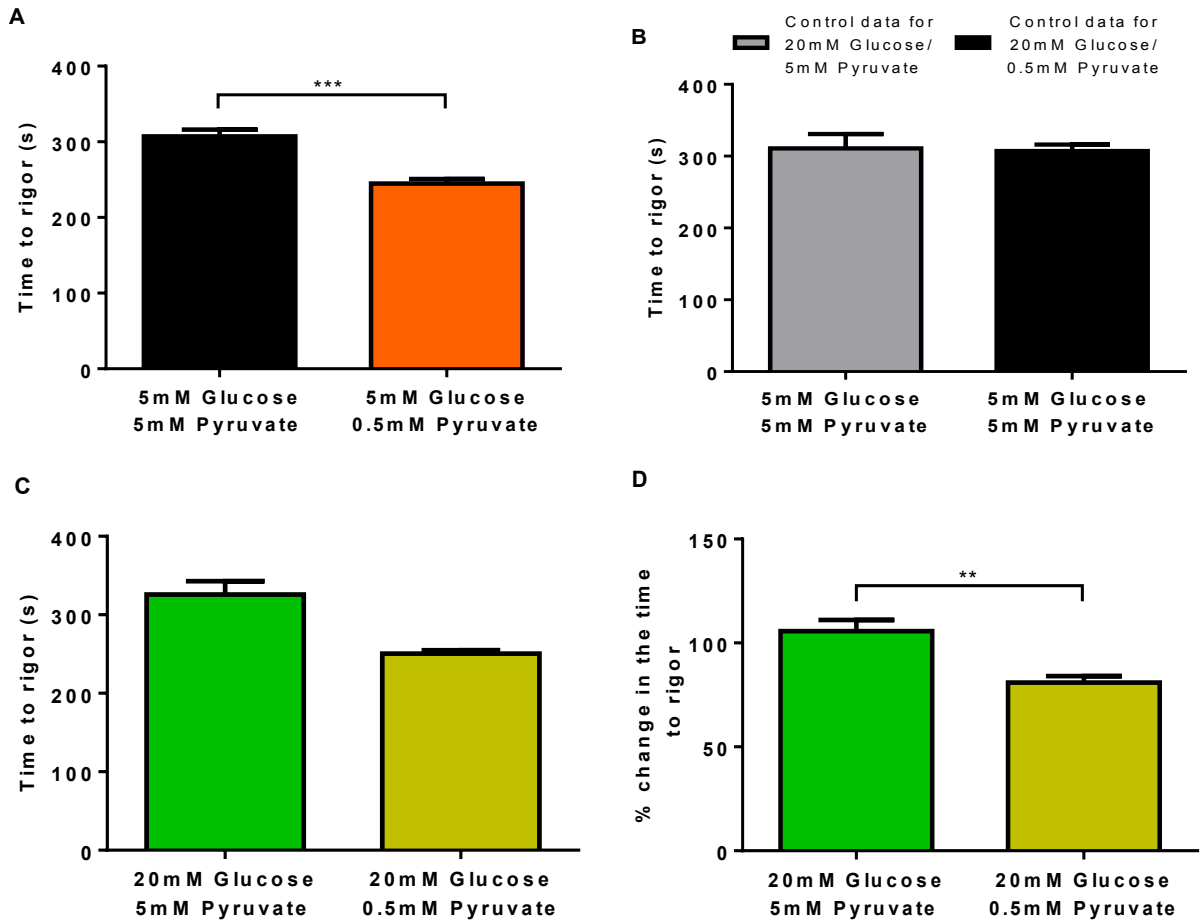 A
Time to rigor (s)
400
300
200
100
0
***
5mM Glucose
5mM Pyruvate
5mM Glucose
0.5mM Pyruvate
B
Control data for
20mM Glucose/
5mM Pyruvate
Control data for
20mM Glucose/
0.5mM Pyruvate
Time to rigor (s)
400
300
200
100
0
5mM Glucose
5mM Pyruvate
5mM Glucose
5mM Pyruvate
C
Time to rigor (s)
400
300
200
100
0
20mM Glucose
5mM Pyruvate
20mM Glucose
0.5mM Pyruvate
D
% change in the time
to rigor
150
100
50
0
**
20mM Glucose
5mM Pyruvate
20mM Glucose
0.5mM Pyruvate